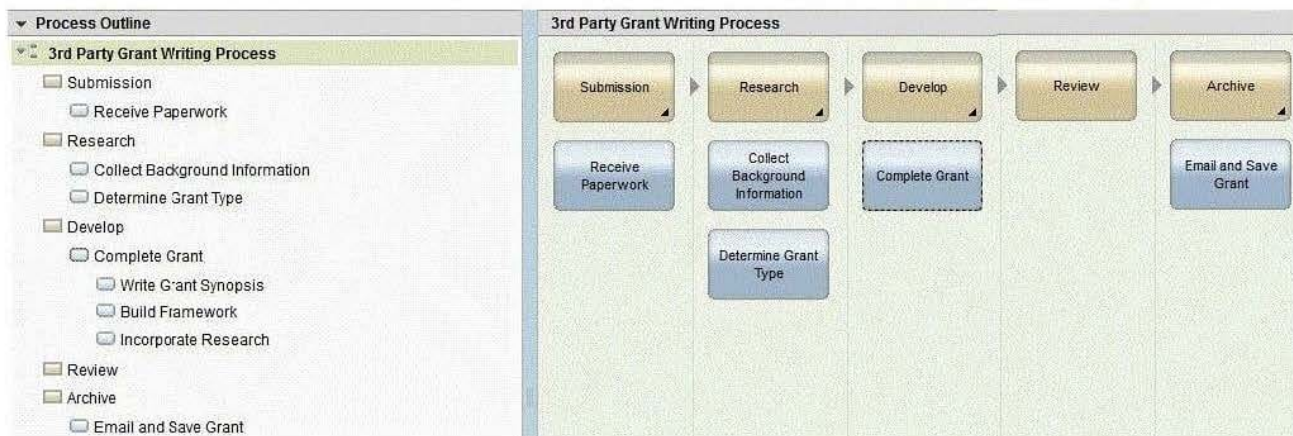 Process Outline
3rd Party Grant Writing Process
Submission
Receive Paperwork
Research
Collect Background Information
Determine Grant Type
Develop
Complete Grant
Write Grant Synopsis
Build Framework
Incorporate Research
Review
Archive
Email and Save Grant
3rd Party Grant Writing Process
Submission
Research
Develop
Review
Archive
Receive
Paperwork
Collect
Background
Information
Complete Grant
Email and Save
Grant
Determine Grant
Type